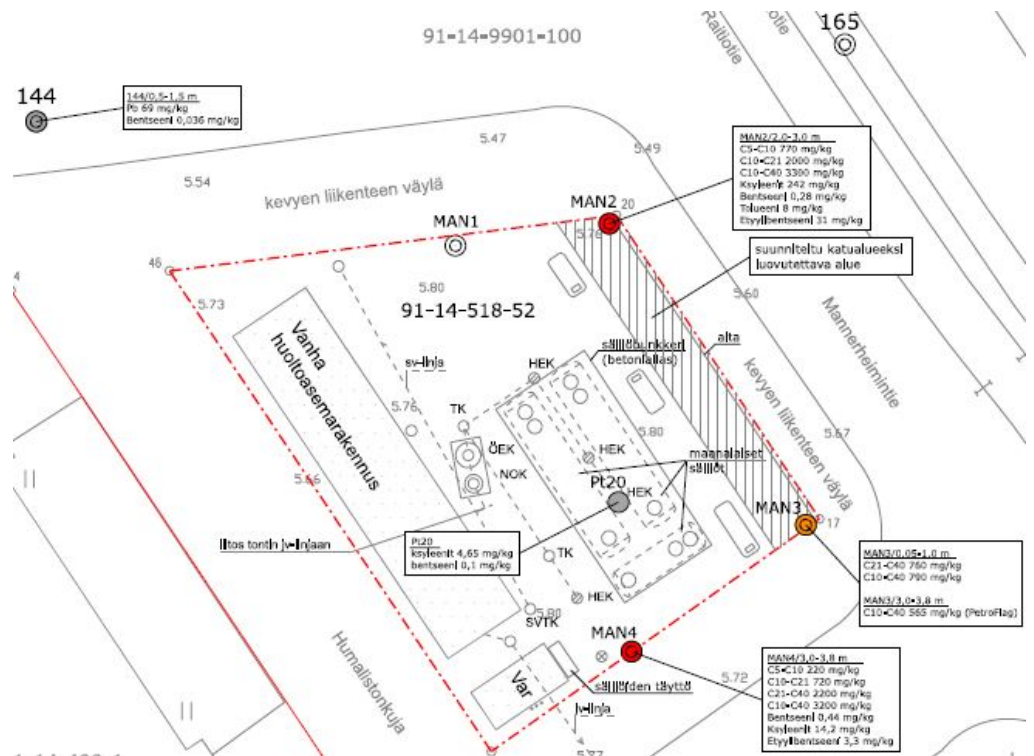 91-14-9901-100
165
Raitiotie
Raitiotie
144
144/0,5-1,5 m
Pb 69 mg/kg
Bentseeni 0,036 mg/kg
5.47
5.49
5.54
kevyen liikenteen väylä
MAN1
MAN2
20
5.78
MAN2/2,0-3,0 m
C5-C10 770 mg/kg
C10-C21 2000 mg/kg
C10-C40 3300 mg/kg
Ksyleenit 242 mg/kg
Bentseeni 0,28 mg/kg
Tolueeni 8 mg/kg
Etyylibentseeni 31 mg/kg
suunniteltu katualueeksi
luovutettava alue
46
4
5.73
5.80
91-14-518-52
5.60
Mannerheimintie
alta
kevyen liikenteen väylä
Vanha
huoltoasemarakennus
sv-linja
säiliöbunkkeri
(betoniallas)
HEK
5.76
TK
ÖEK
NOK
HEK
5.80
maanalaiset
säiliöt
5.67
5.66
Pt20
HEK
MAN3
17
liitos tontin jv-linjaan
Pt20
ksyleenit 4,65 mg/kg
bentseeni 0,1 mg/kg
TK
HEK
5.80
SVTK
MAN3/0,05-1,0 m
C21-C40 760 mg/kg
C10-C40 790 mg/kg
MAN3/3,0-3,8 m
C10-C40 565 mg/kg (PetroFlag)
MAN4
Humalistonkuja
Var
säiliöiden täyttö
jv-linja
5.72
MAN4/3,0-3,8 m
C5-C10 220 mg/kg
C10-C21 720 mg/kg
C21-C40 2200 mg/kg
C10-C40 3200 mg/kg
Bentseeni 0,44 mg/kg
Ksyleenit 14,2 mg/kg
Etyylibentseeni 3,3 mg/kg
II
II